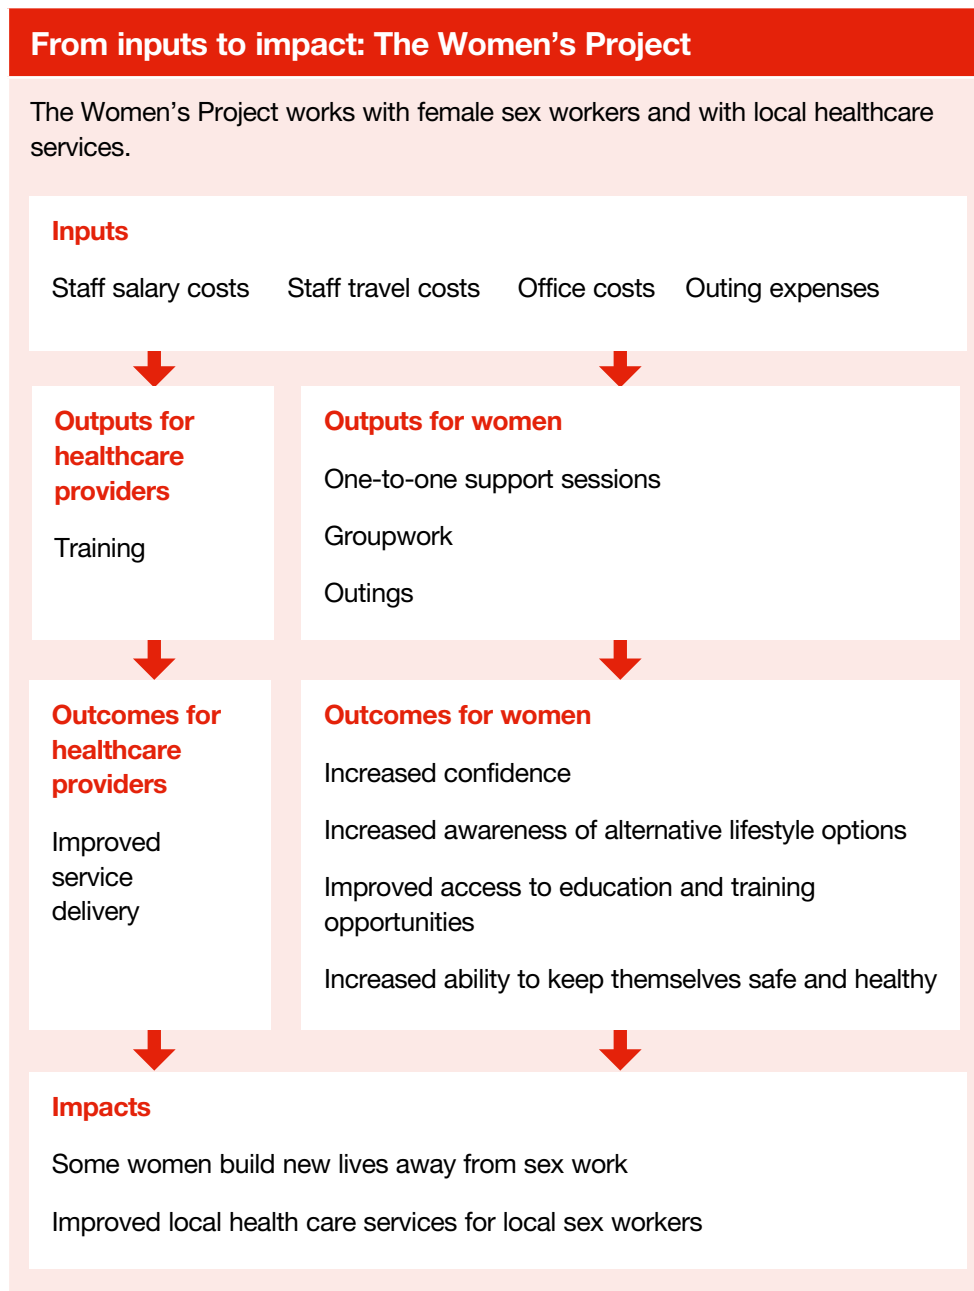 From inputs to impact: The Women’s Project
The Women’s Project works with female sex workers and with local healthcare
services.
Inputs
Staff salary costs Staff travel costs Office costs Outing expenses
Outputs for
healthcare
providers
Training
Outputs for women
One-to-one support sessions
Groupwork
Outings
Outcomes for
healthcare
providers
Improved
service
delivery
Outcomes for women
Increased confidence
Increased awareness of alternative lifestyle options
Improved access to education and training
opportunities
Increased ability to keep themselves safe and healthy
Impacts
Some women build new lives away from sex work
Improved local health care services for local sex workers